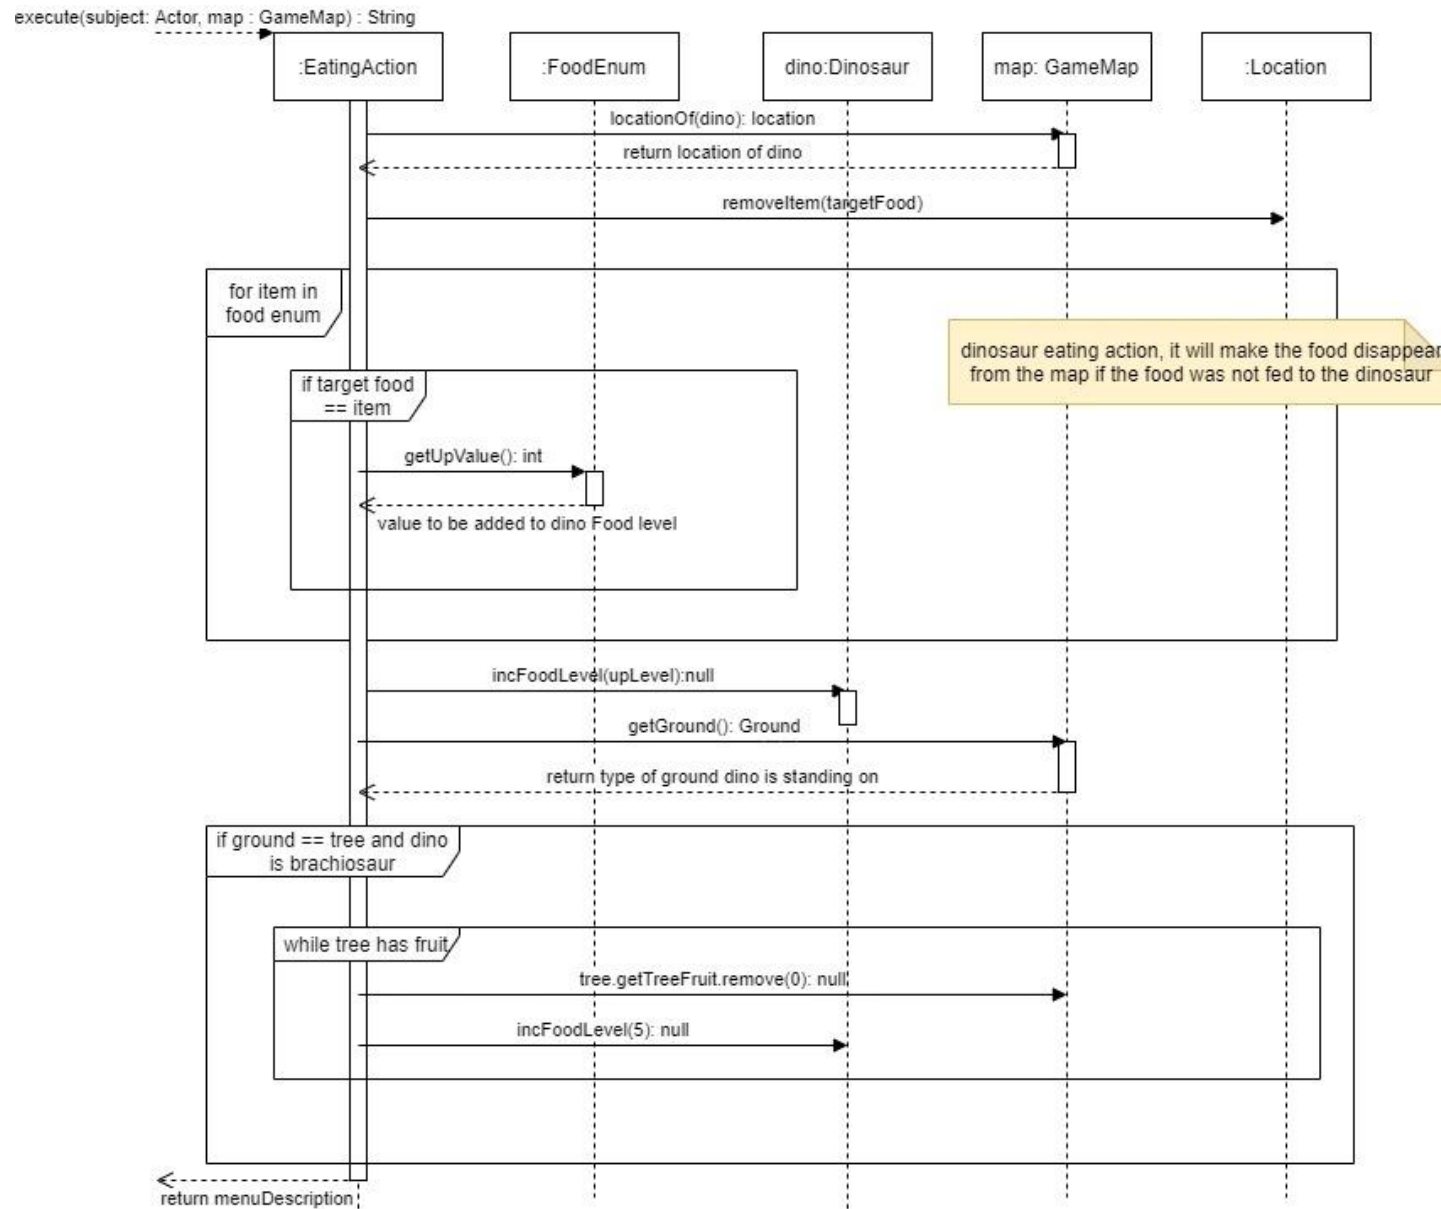 execute(subject: Actor, map : GameMap) : String
:EatingAction
:FoodEnum
dino:Dinosaur
map: GameMap
:Location
locationOf(dino): location
return location of dino
removeItem(targetFood)
for item in
food enum
dinosaur eating action, it will make the food disappear
from the map if the food was not fed to the dinosaur
if target food
== item
getUpValue(): int
value to be added to dino Food level
incFoodLevel(upLevel):null
getGround(): Ground
return type of ground dino is standing on
if ground == tree and dino
is brachiosaur
while tree has fruit
tree.getTreeFruit.remove(0): null
incFoodLevel(5): null
return menuDescription